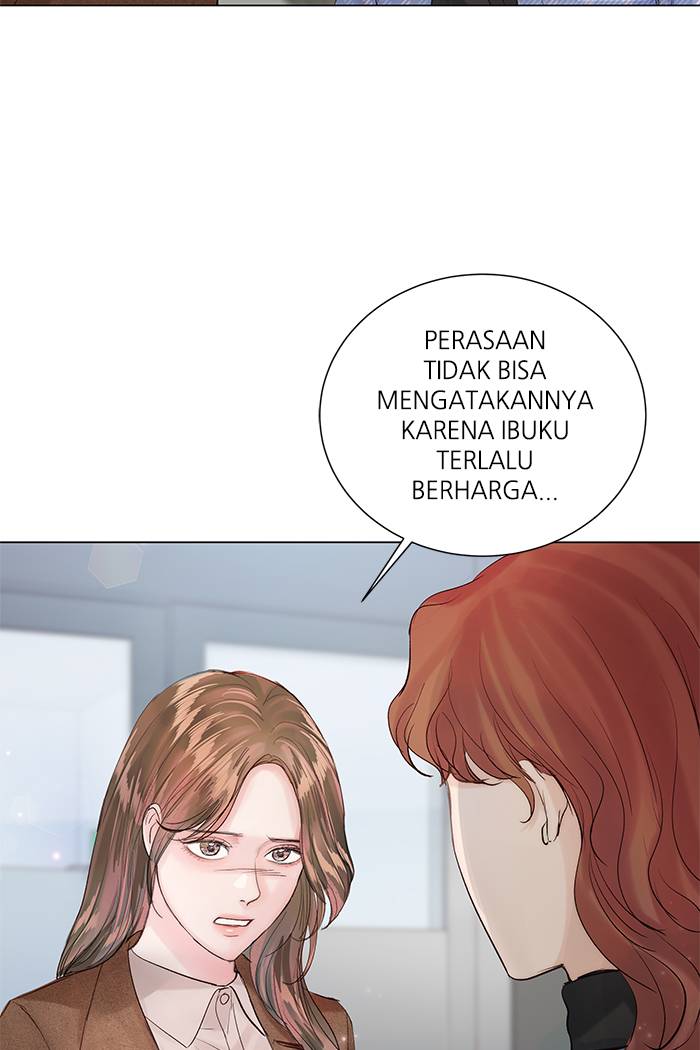 PERASAAN
TIDAK BISA
MENGATAKANNYA
KARENA IBUKU
TERLALU
BERHARGA...